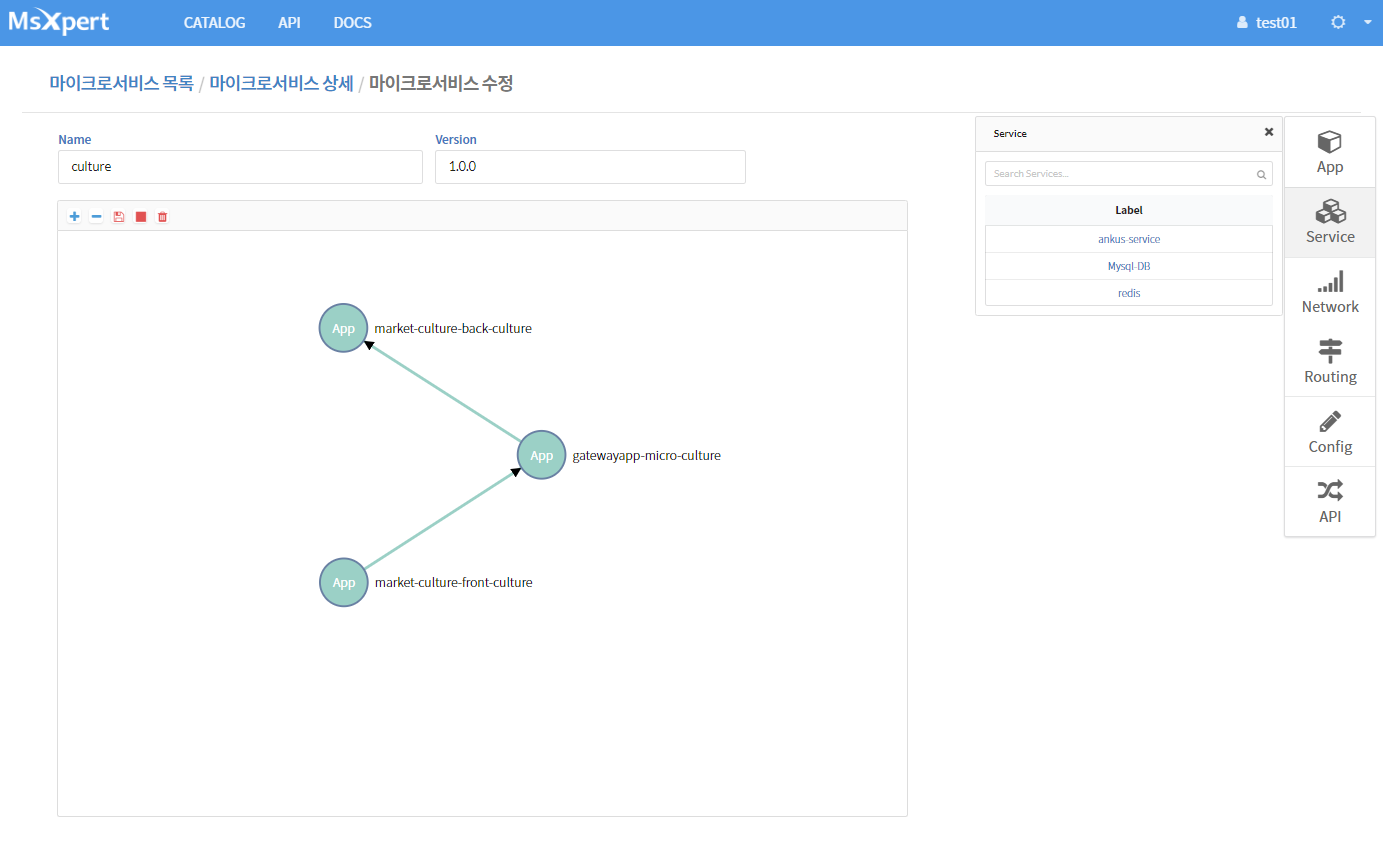 MsXpert CATALOG API DOCS test01
마이크로서비스 목록 / 마이크로서비스 상세 / 마이크로서비스 수정
Name Version
culture 1.0.0
App market-culture-back-culture
App gatewayapp-micro-culture
App market-culture-front-culture
Service
Search Services...
Label
ankus-service
Mysql-DB
redis
App
Service
Network
Routing
Config
API